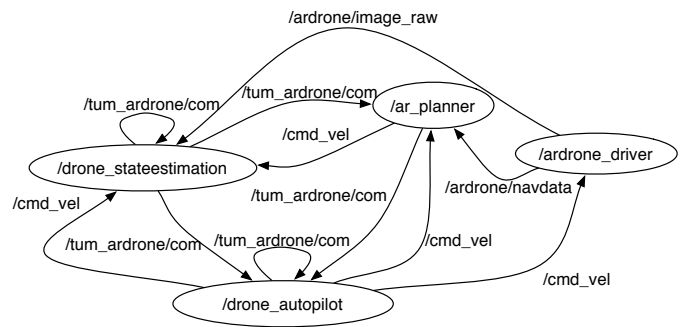 /ardrone/image_raw
/tum_ardrone/com
/tum_ardrone/com
/ar_planner
/cmd_vel
/drone_stateestimation
/ardrone_driver
/ardrone/navdata
/tum_ardrone/com
/cmd_vel
/tum_ardrone/com
/tum_ardrone/com
/cmd_vel
/cmd_vel
/drone_autopilot